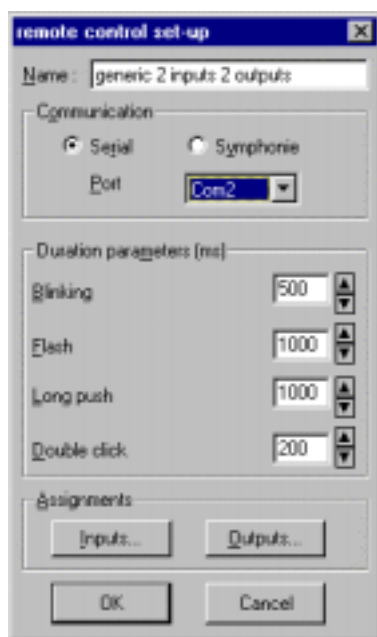 remote control set-up
Name : generic 2 inputs 2 outputs
Communication
Serial Symphonie
Port Com2
Duration parameters (ms)
Blinking 500
Flash 1000
Long push 1000
Double click 200
Assignments
Inputs... Outputs...
OK Cancel